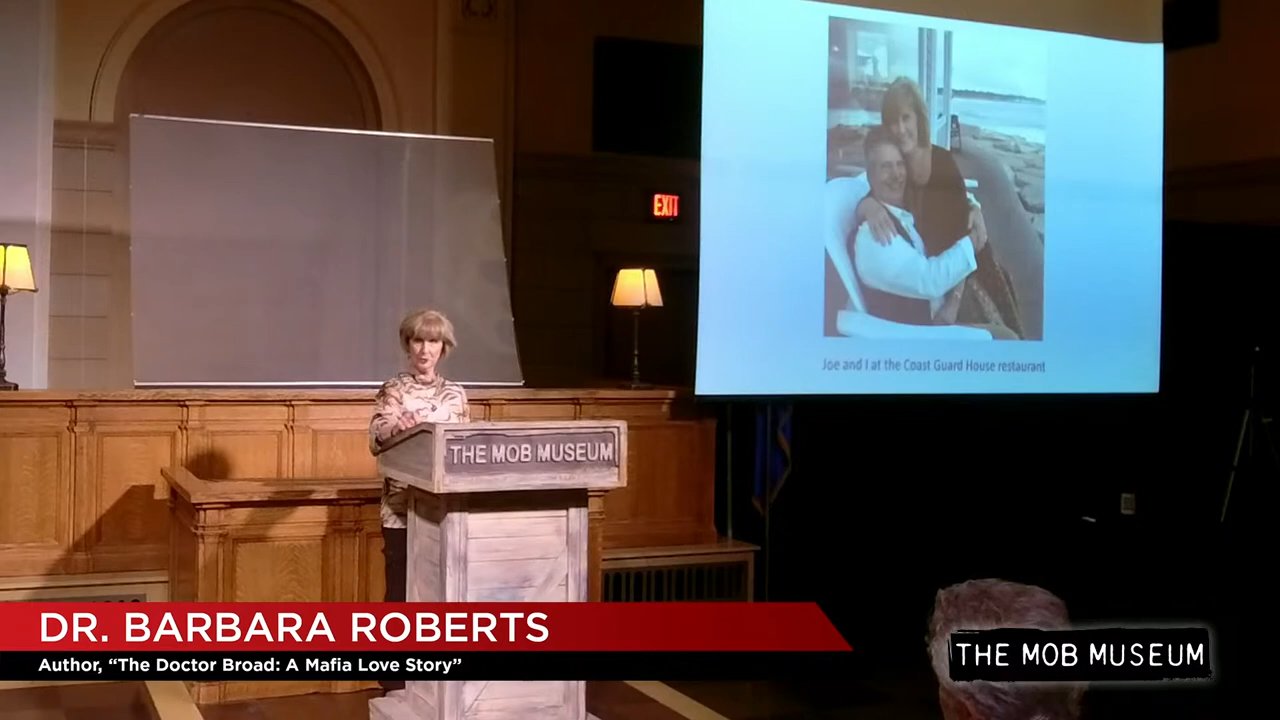 EXIT
Joe and I at the Coast Guard House restaurant
THE MOB MUSEUM
DR. BARBARA ROBERTS
Author, “The Doctor Broad: A Mafia Love Story”
THE MOB MUSEUM